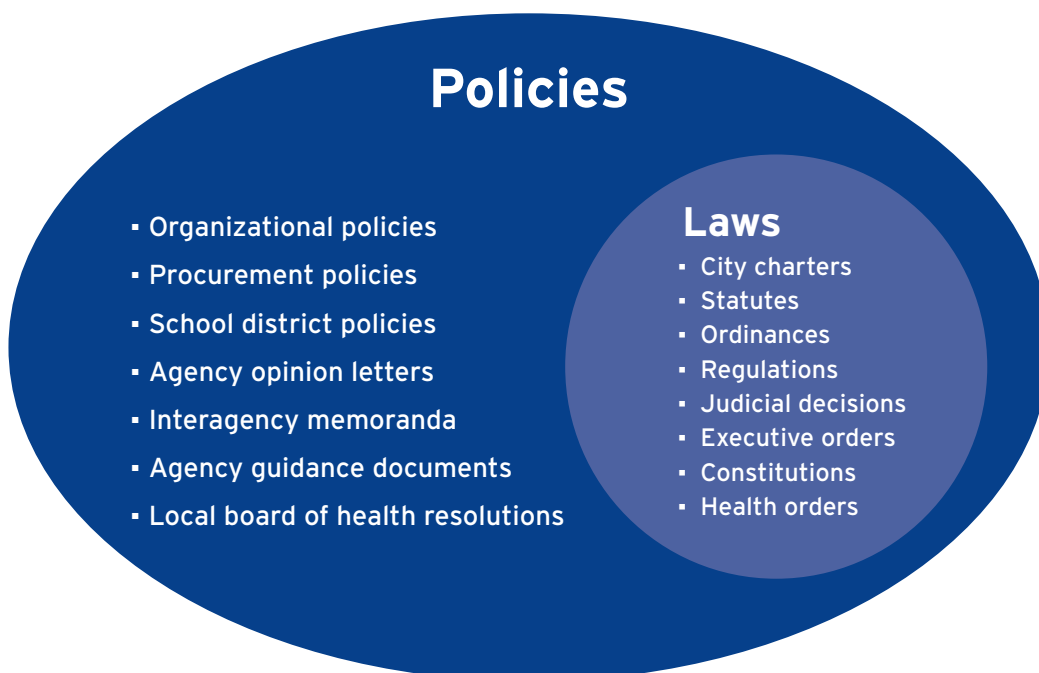 Policies
▪ Organizational policies
▪ Procurement policies
▪ School district policies
▪ Agency opinion letters
▪ Interagency memoranda
▪ Agency guidance documents
▪ Local board of health resolutions
Laws
▪ City charters
▪ Statutes
▪ Ordinances
▪ Regulations
▪ Judicial decisions
▪ Executive orders
▪ Constitutions
▪ Health orders